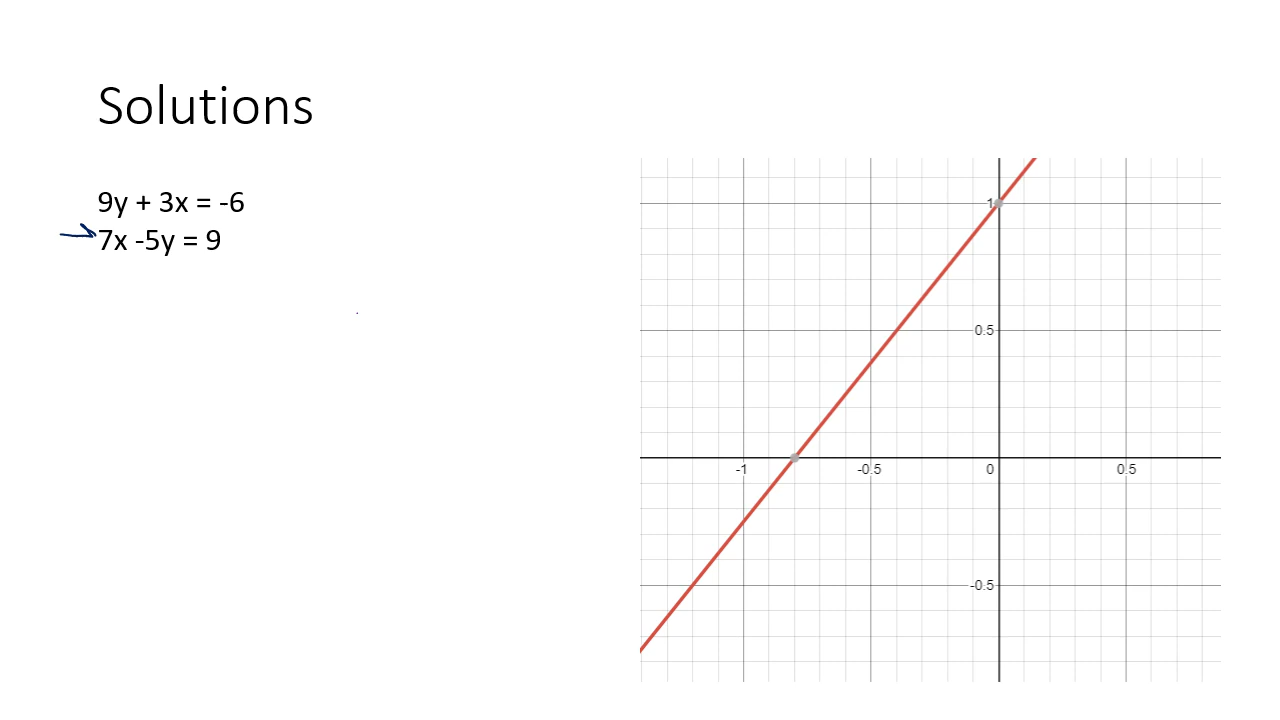 Solutions
9y + 3x = -6
7x -5y = 9
1
0.5
-1
-0.5
0
0.5
-0.5